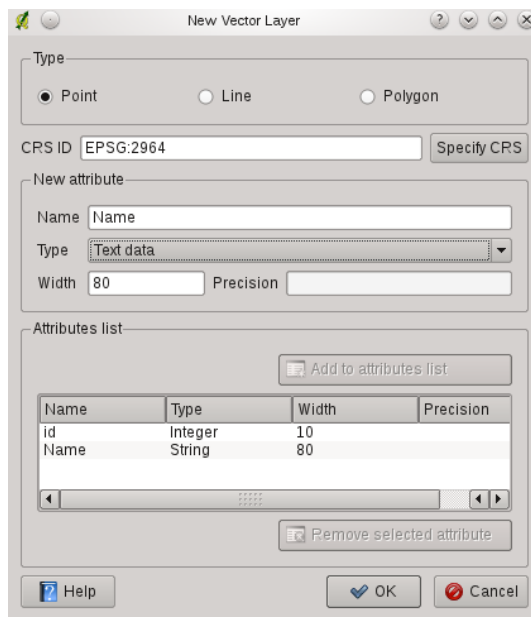 New Vector Layer
Type
Point Line Polygon
CRS ID EPSG:2964 Specify CRS
New attribute
Name Name
Type Text data
Width 80 Precision
Attributes list
Add to attributes list
Name Type Width Precision
id Integer 10
Name String 80
Remove selected attribute
Help OK Cancel